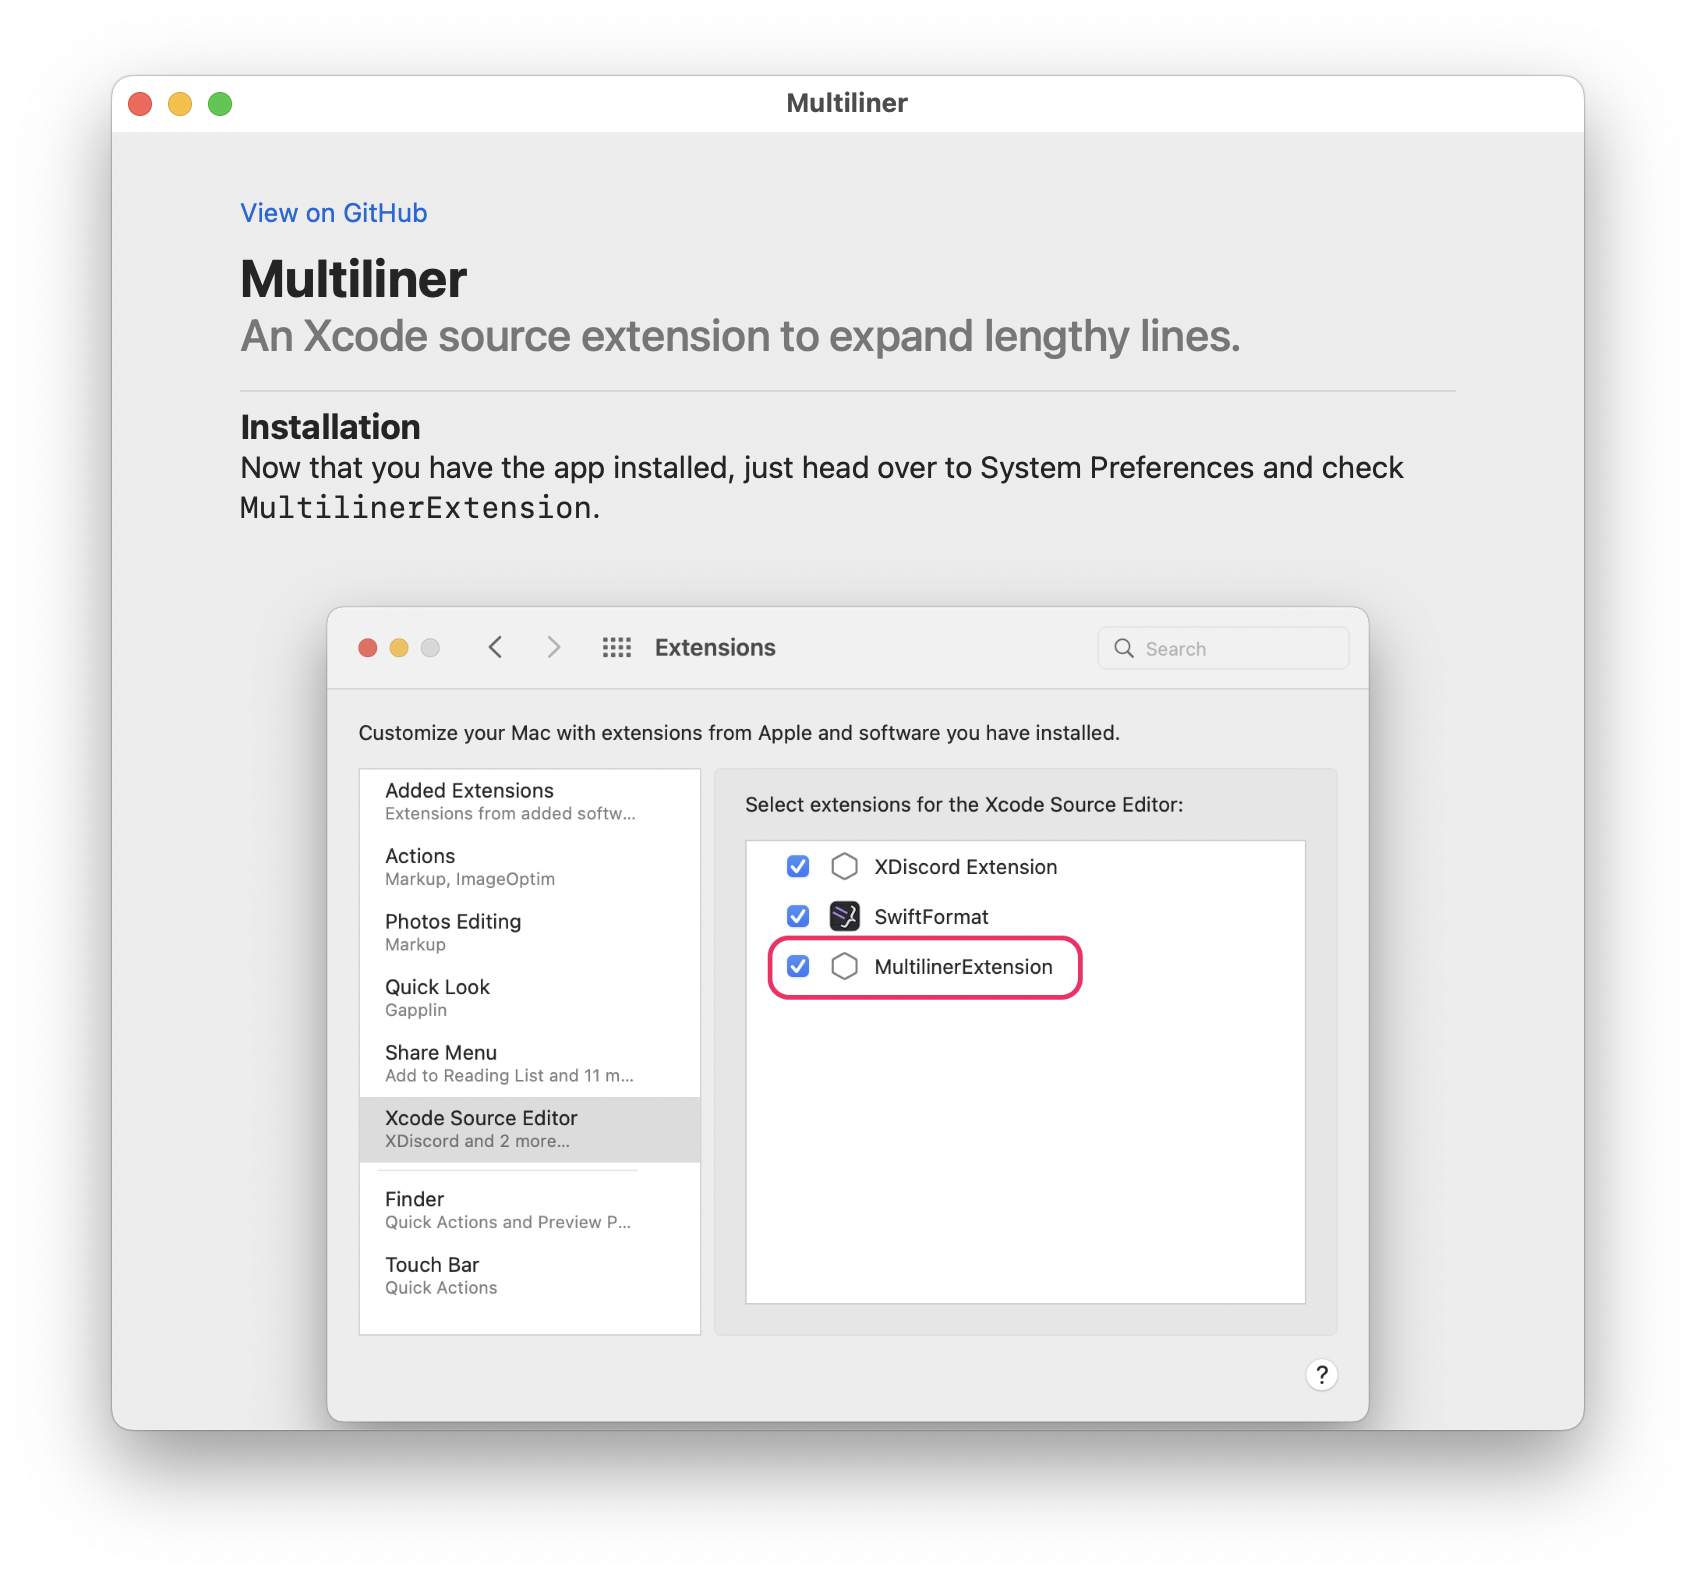 Multiliner
View on GitHub
Multiliner
An Xcode source extension to expand lengthy lines.
Installation
Now that you have the app installed, just head over to System Preferences and check
MultilinerExtension.
Extensions
Search
Customize your Mac with extensions from Apple and software you have installed.
Added Extensions
Extensions from added softw...
Actions
Markup, ImageOptim
Photos Editing
Markup
Quick Look
Gapplin
Share Menu
Add to Reading List and 11 m...
Xcode Source Editor
XDiscord and 2 more...
Finder
Quick Actions and Preview P...
Touch Bar
Quick Actions
Select extensions for the Xcode Source Editor:
XDiscord Extension
SwiftFormat
MultilinerExtension
?